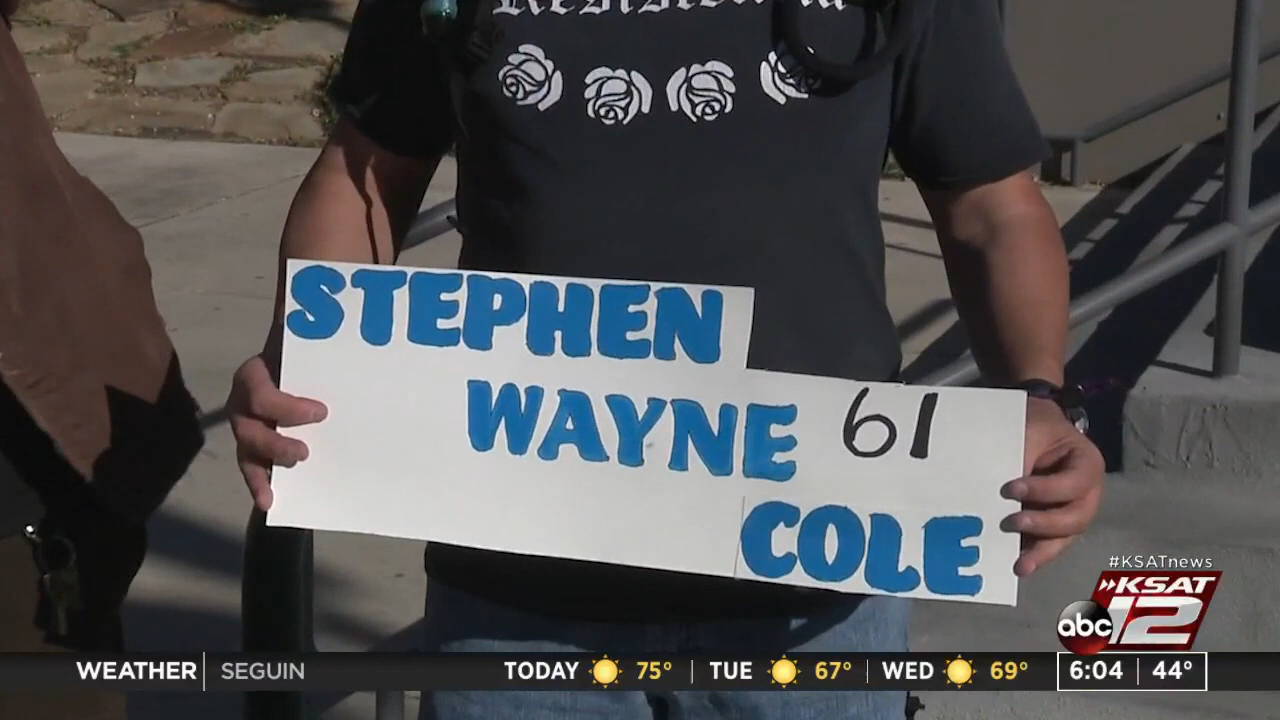 STEPHEN
WAYNE 61
COLE
#KSATnews
KSAT
abc 12
WEATHER SEGUIN TODAY 75° TUE 67° WED 69° 6:04 44°